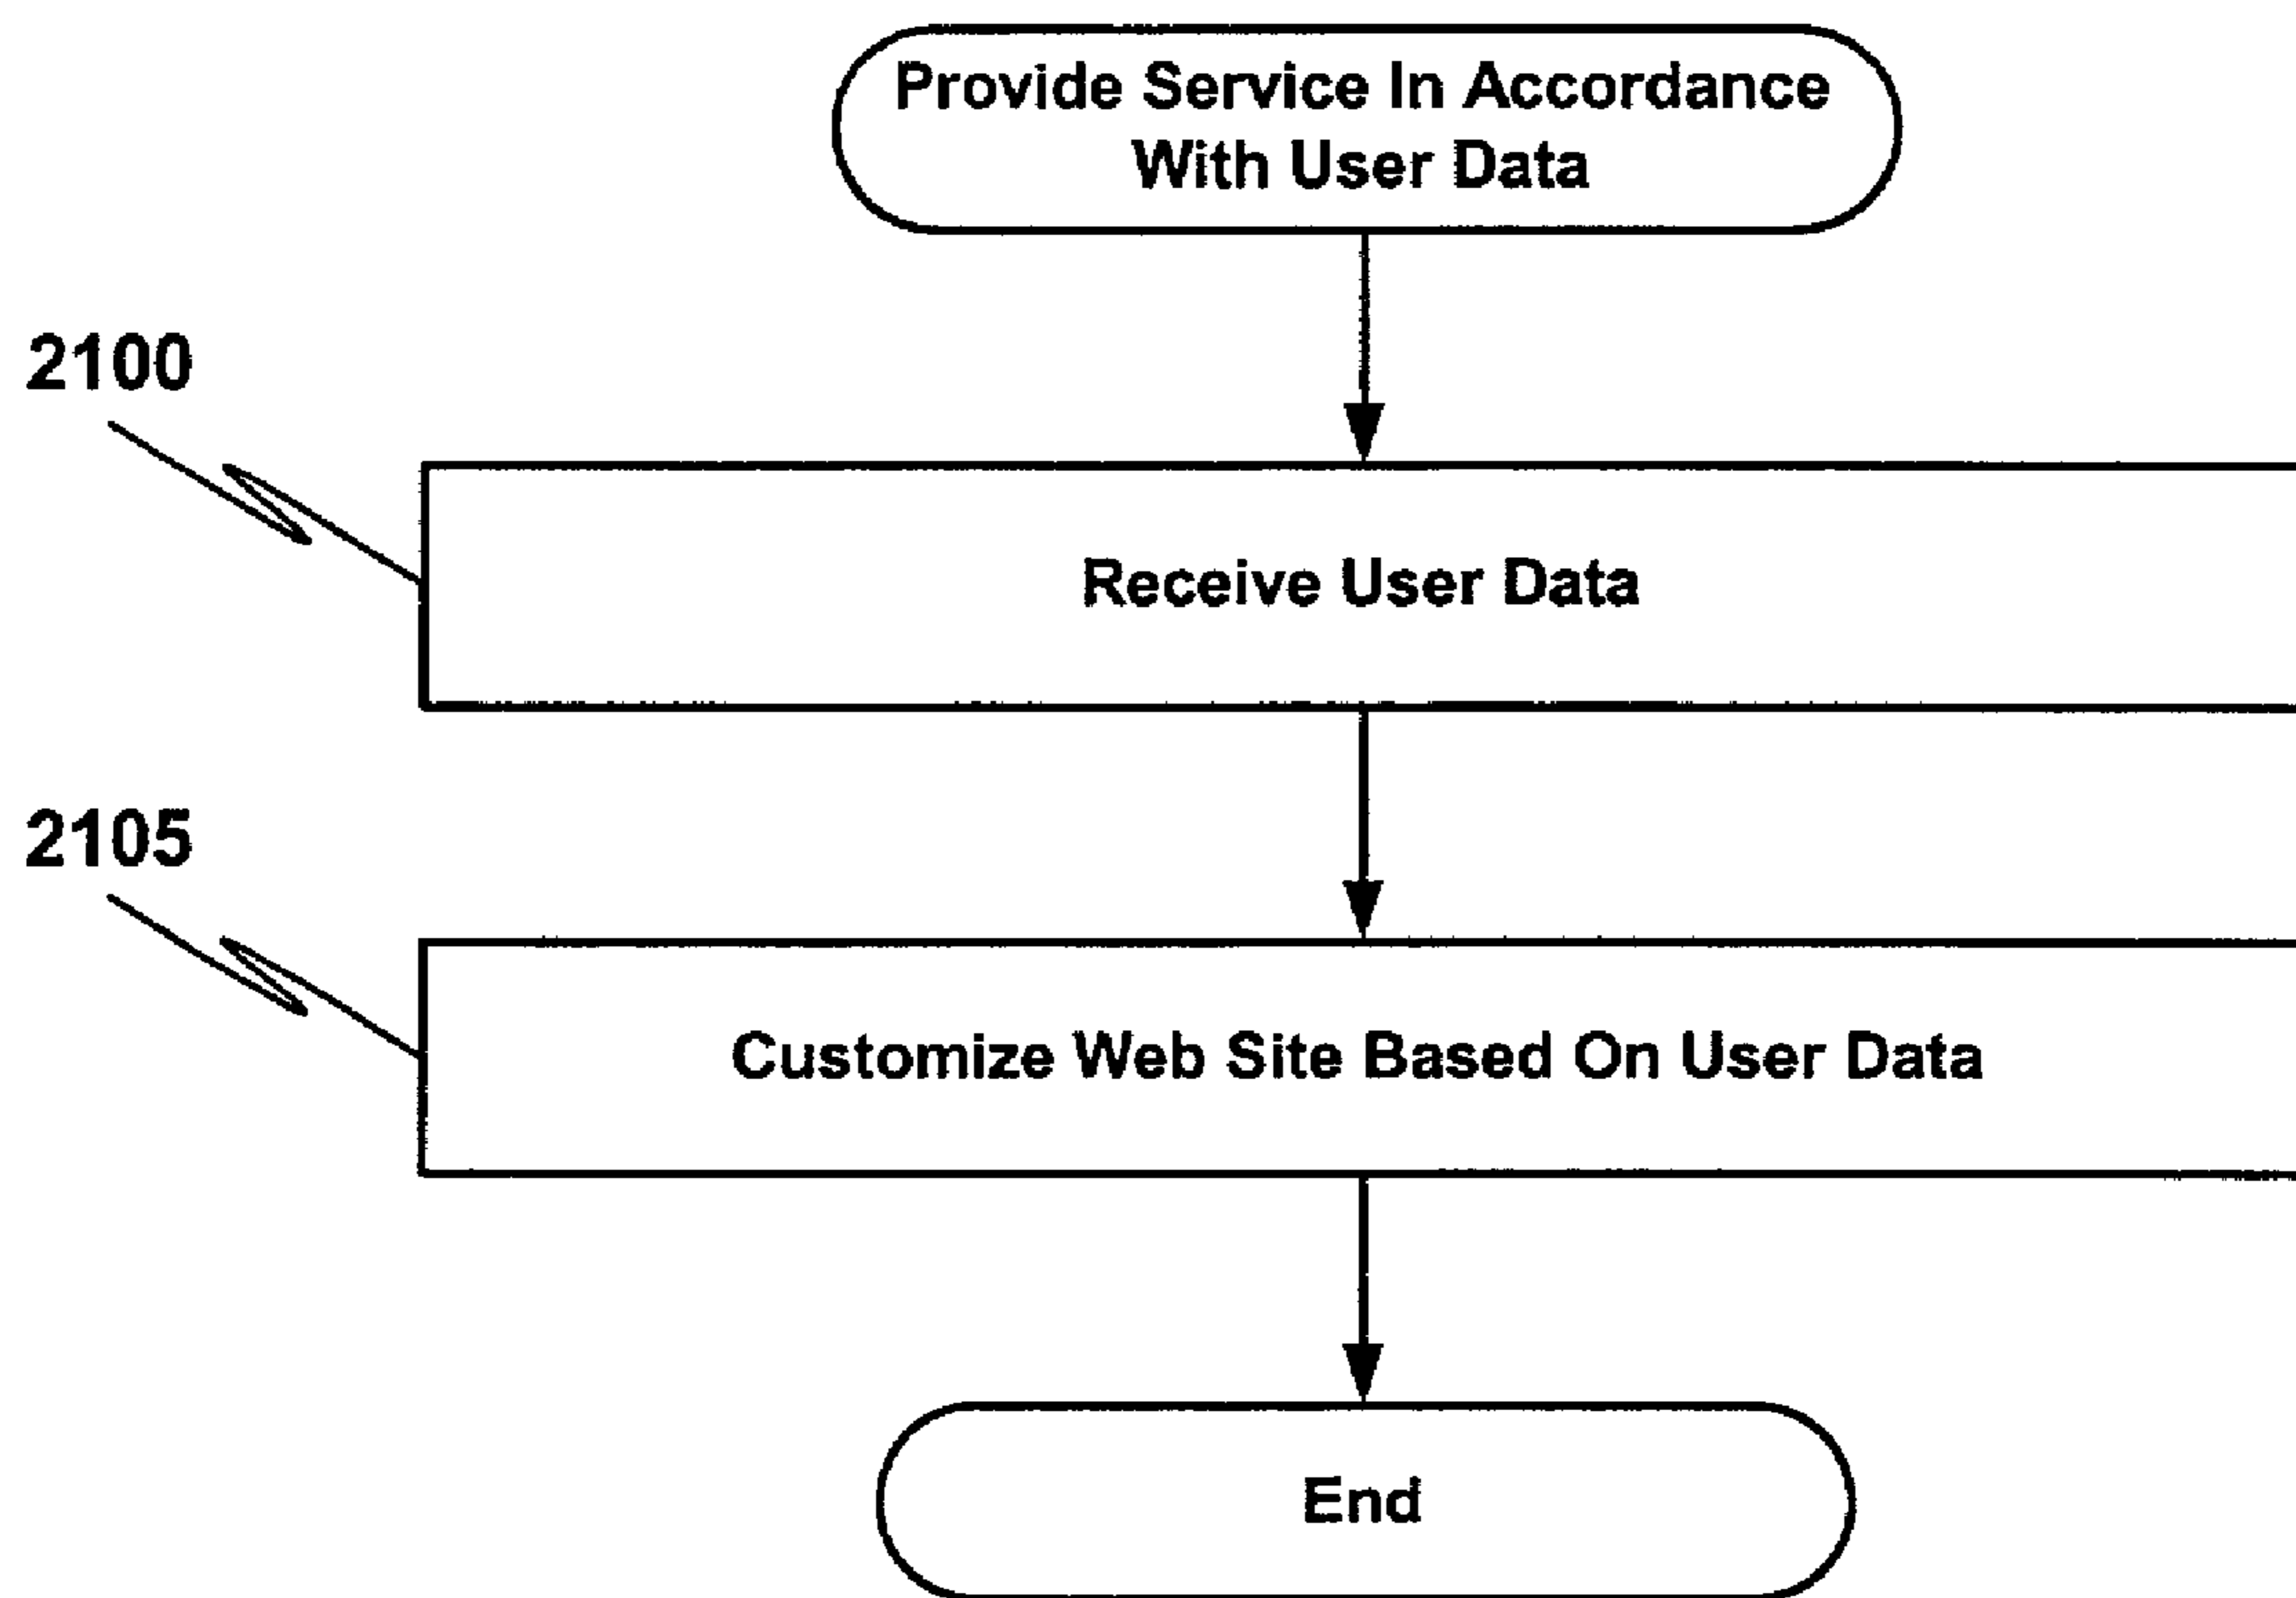 Provide Service In Accordance
With User Data
2100
Receive User Data
2105
Customize Web Site Based On User Data
End